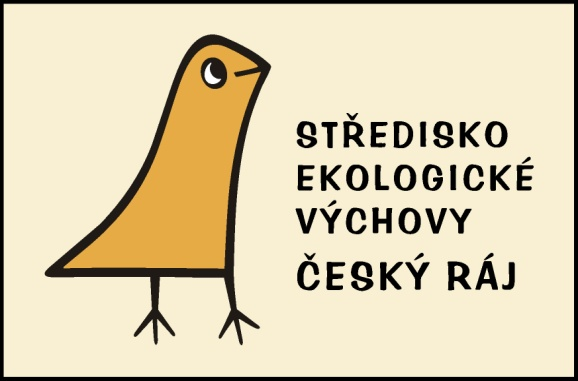 STŘEDISKO
EKOLOGICKÉ
VÝCHOVY
ČESKÝ RÁJ